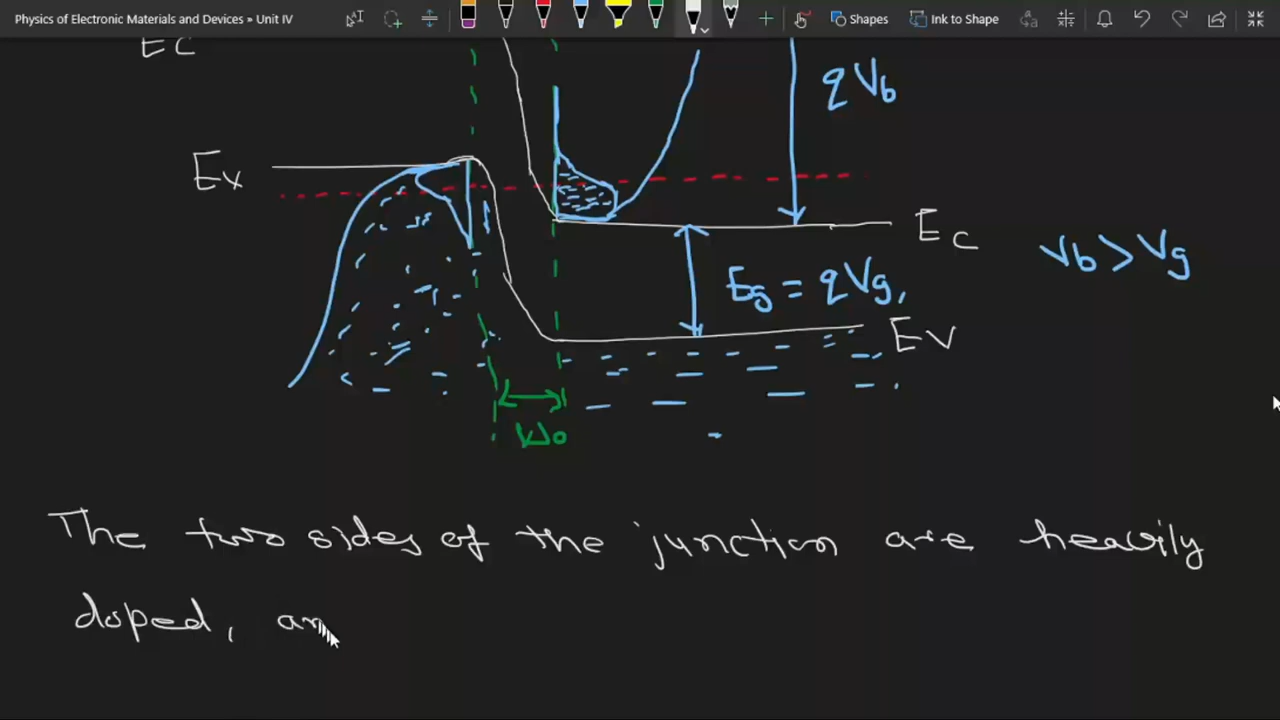 Physics of Electronic Materials and Devices » Unit IV
Shapes
Ink to Shape
EC
qVb
Ev
Ec
Vb > Vg
Eg = qVg,
Ev
Wo
The two sides of the junction are heavily
doped, an